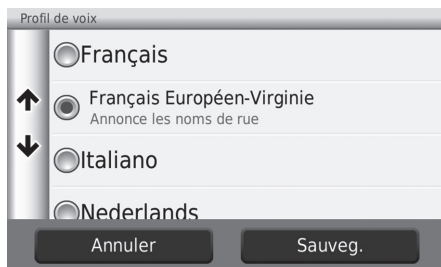 Profil de voix
Français
Français Européen-Virginie
Annonce les noms de rue
Italiano
Nederlands
Annuler
Sauveg.